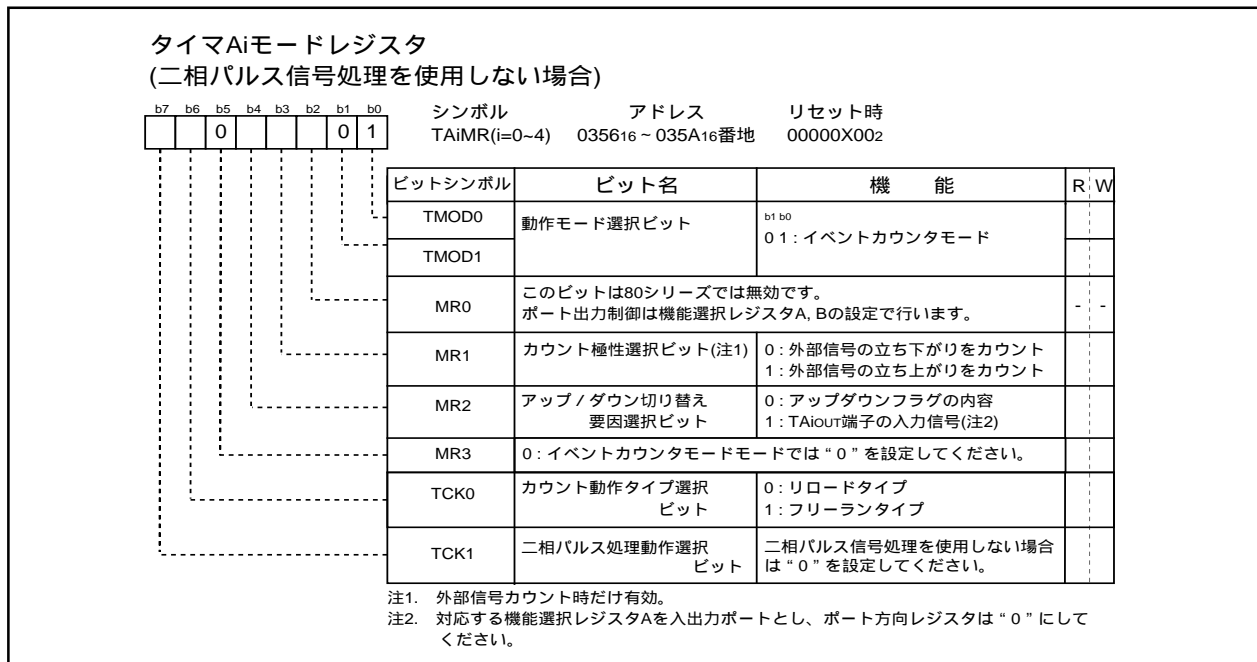 タイマAiモードレジスタ
(二相パルス信号処理を使用しない場合)
b7 b6 b5 b4 b3 b2 b1 b0
0 0 1
シンボル アドレス リセット時
TAiMR(i=0~4) 035616 ~ 035A16番地 00000X002
ビットシンボル ビット名 機 能 R W
TMOD0
TMOD1
動作モード選択ビット
b1 b0
0 1 : イベントカウンタモード
MR0
このビットは80シリーズでは無効です。
ポート出力制御は機能選択レジスタA, Bの設定で行います。
- -
MR1
カウント極性選択ビット(注1)
0 : 外部信号の立ち下がりをカウント
1 : 外部信号の立ち上がりをカウント
MR2
アップ / ダウン切り替え
要因選択ビット
0 : アップダウンフラグの内容
1 : TAiOUT端子の入力信号(注2)
MR3
0 : イベントカウンタモードモードでは “ 0 ” を設定してください。
TCK0
カウント動作タイプ選択
ビット
0 : リロードタイプ
1 : フリーランタイプ
TCK1
二相パルス処理動作選択
ビット
二相パルス信号処理を使用しない場合
は “ 0 ” を設定してください。
注1. 外部信号カウント時だけ有効。
注2. 対応する機能選択レジスタAを入出力ポートとし、ポート方向レジスタは “ 0 ” にして
ください。